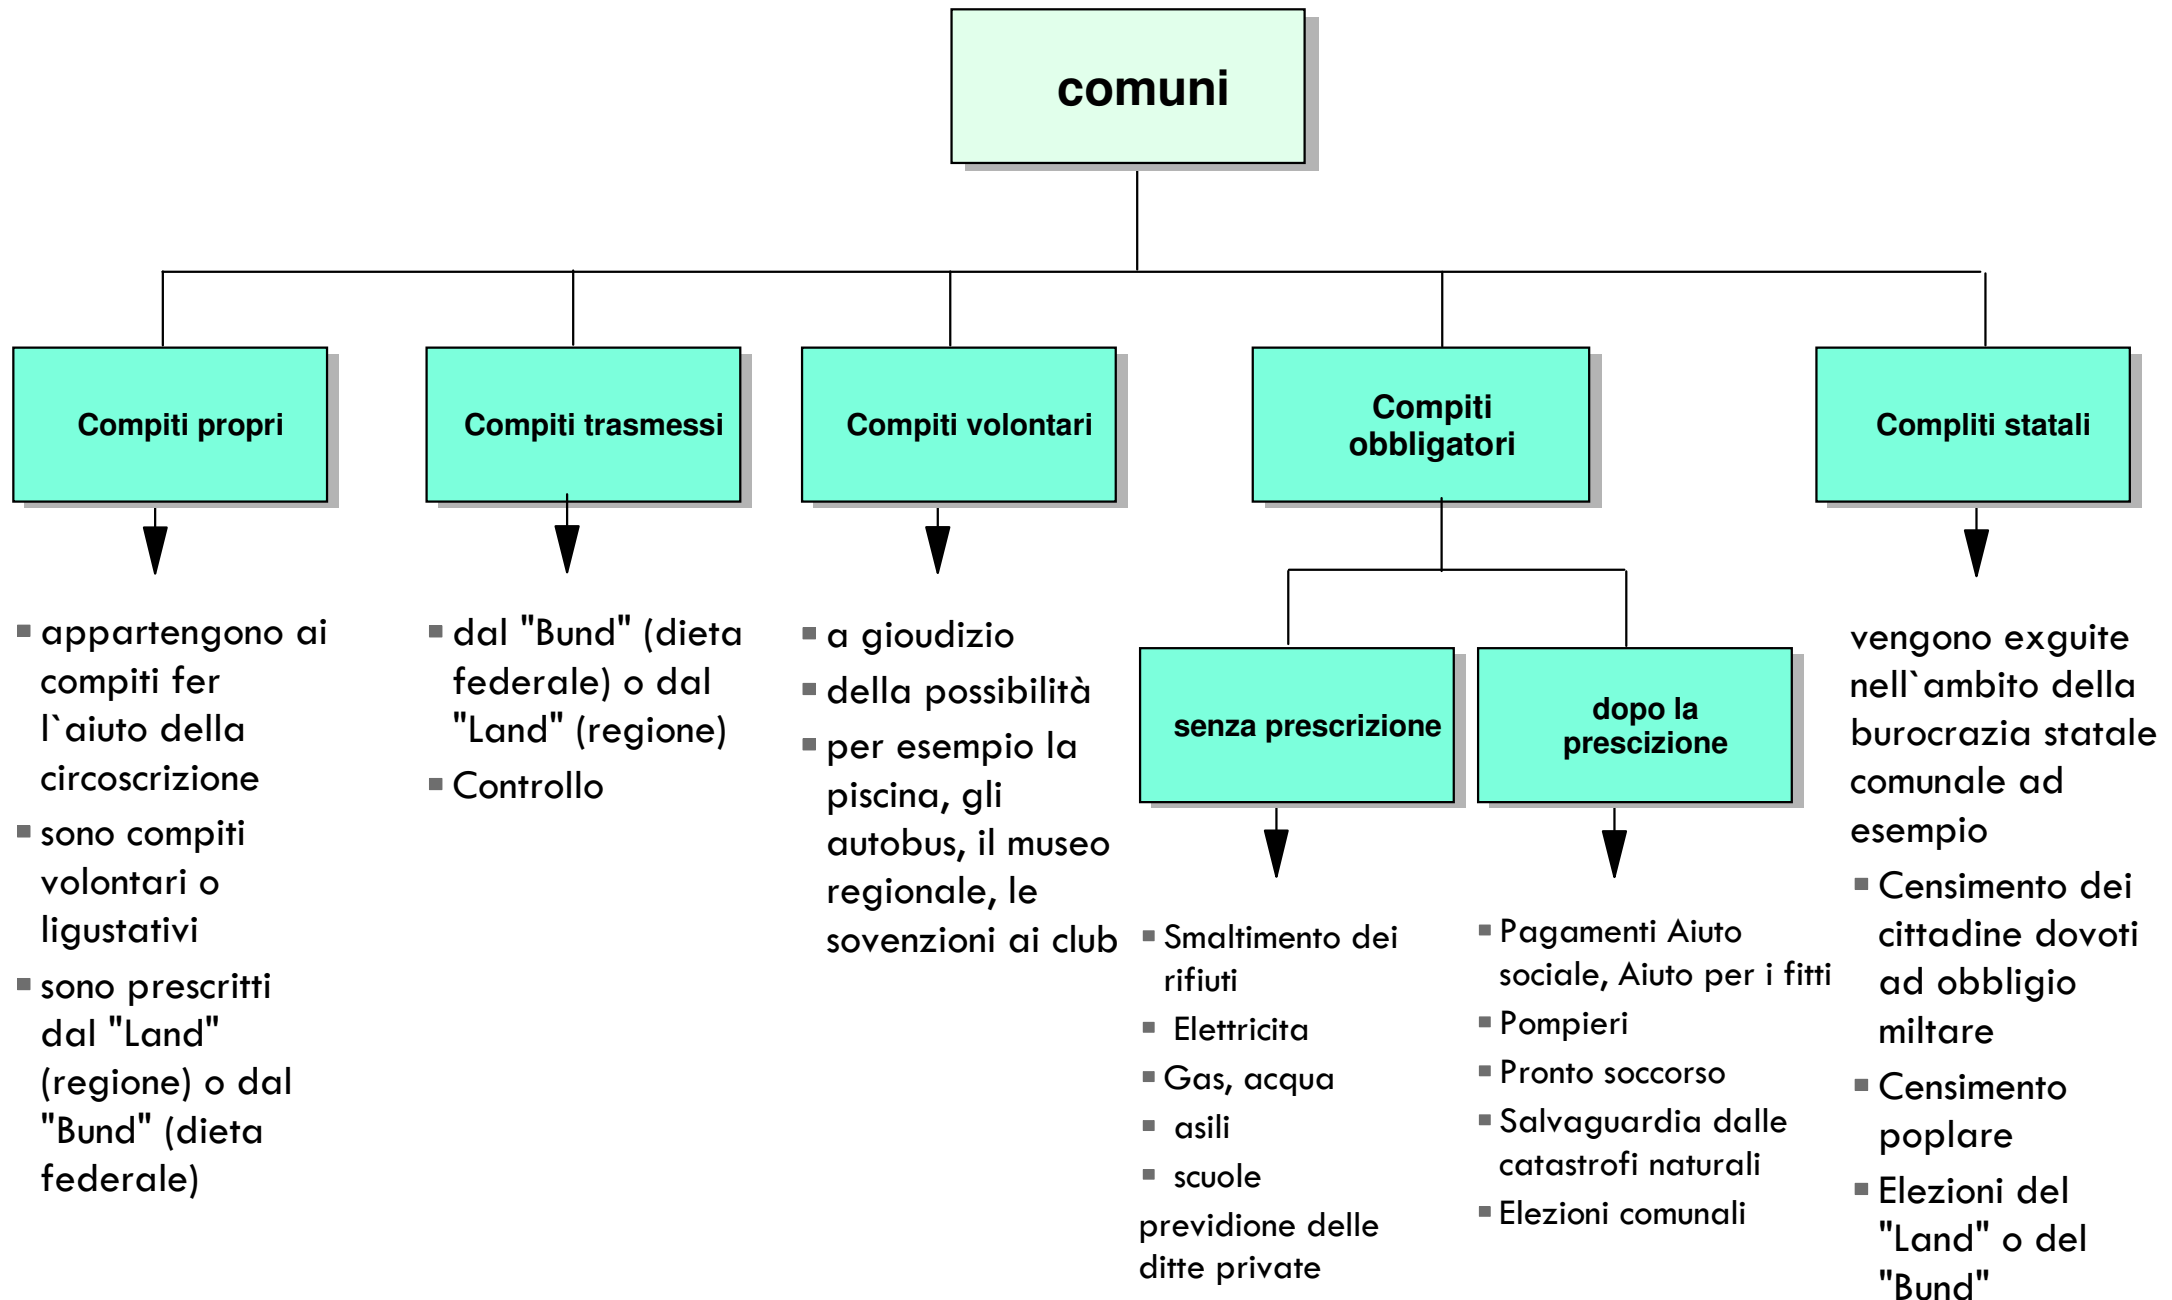 comuni
Compiti propri
Compiti trasmessi
Compiti volontari
Compiti
obbligatori
Compliti statali
appartengono ai
compiti fer
l`aiuto della
circoscrizione
sono compiti
volontari o
ligustativi
sono prescritti
dal "Land"
(regione) o dal
"Bund" (dieta
federale)
dal "Bund" (dieta
federale) o dal
"Land" (regione)
Controllo
a gioudizio
della possibilità
per esempio la
piscina, gli
autobus, il museo
regionale, le
sovenzioni ai club
senza prescrizione
Smaltimento dei
rifiuti
Elettricita
Gas, acqua
asili
scuole
previdione delle
ditte private
dopo la
prescizione
Pagamenti Aiuto
sociale, Aiuto per i fitti
Pompieri
Pronto soccorso
Salvaguardia dalle
catastrofi naturali
Elezioni comunali
vengono exguite
nell`ambito della
burocrazia statale
comunale ad
esempio
Censimento dei
cittadine dovoti
ad obbligio
miltare
Censimento
poplare
Elezioni del
"Land" o del
"Bund"